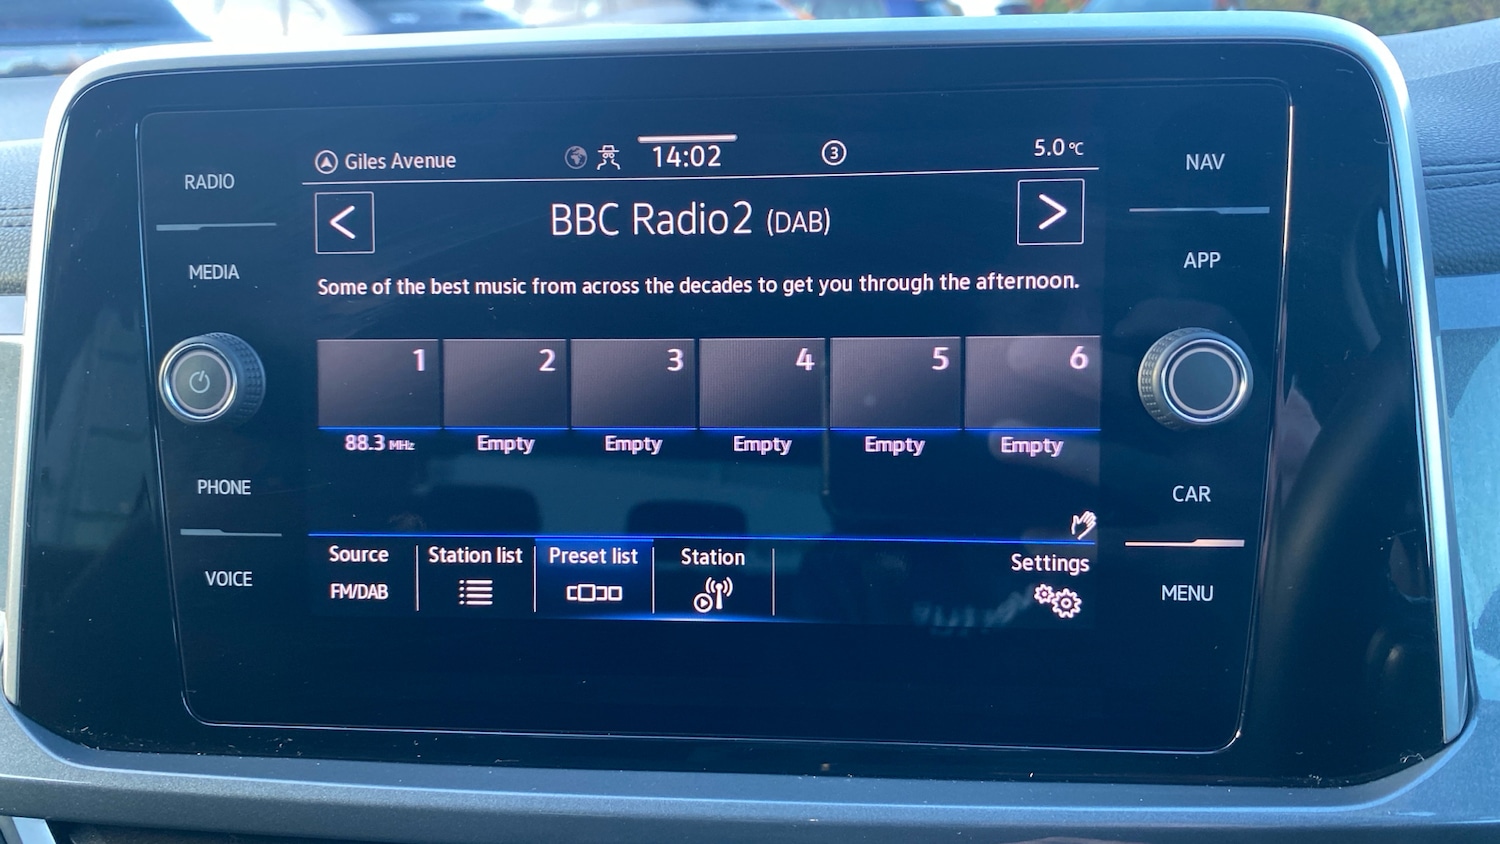 RADIO
MEDIA
PHONE
VOICE
Giles Avenue 14:02 3 5.0 °C
< BBC Radio2 (DAB) >
Some of the best music from across the decades to get you through the afternoon.
1 2 3 4 5 6
88.3 MHz Empty Empty Empty Empty Empty
Source Station list Preset list Station Settings
FM/DAB
NAV
APP
CAR
MENU